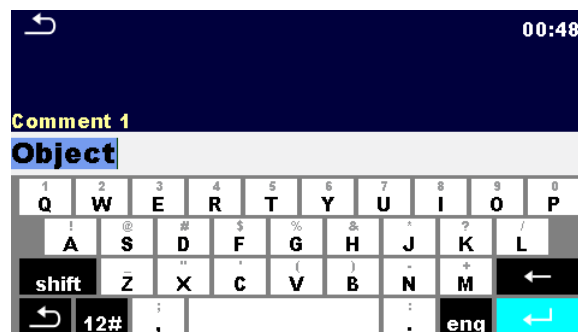 00:48
Comment 1
Object
1 2 3 4 5 6 7 8 9 0
Q W E R T Y U I O P
! @ # $ % & * ? /
A S D F G H J K L
_ " ' ( ) - +
shift Z X C V B N M ←
; :
12# , . eng